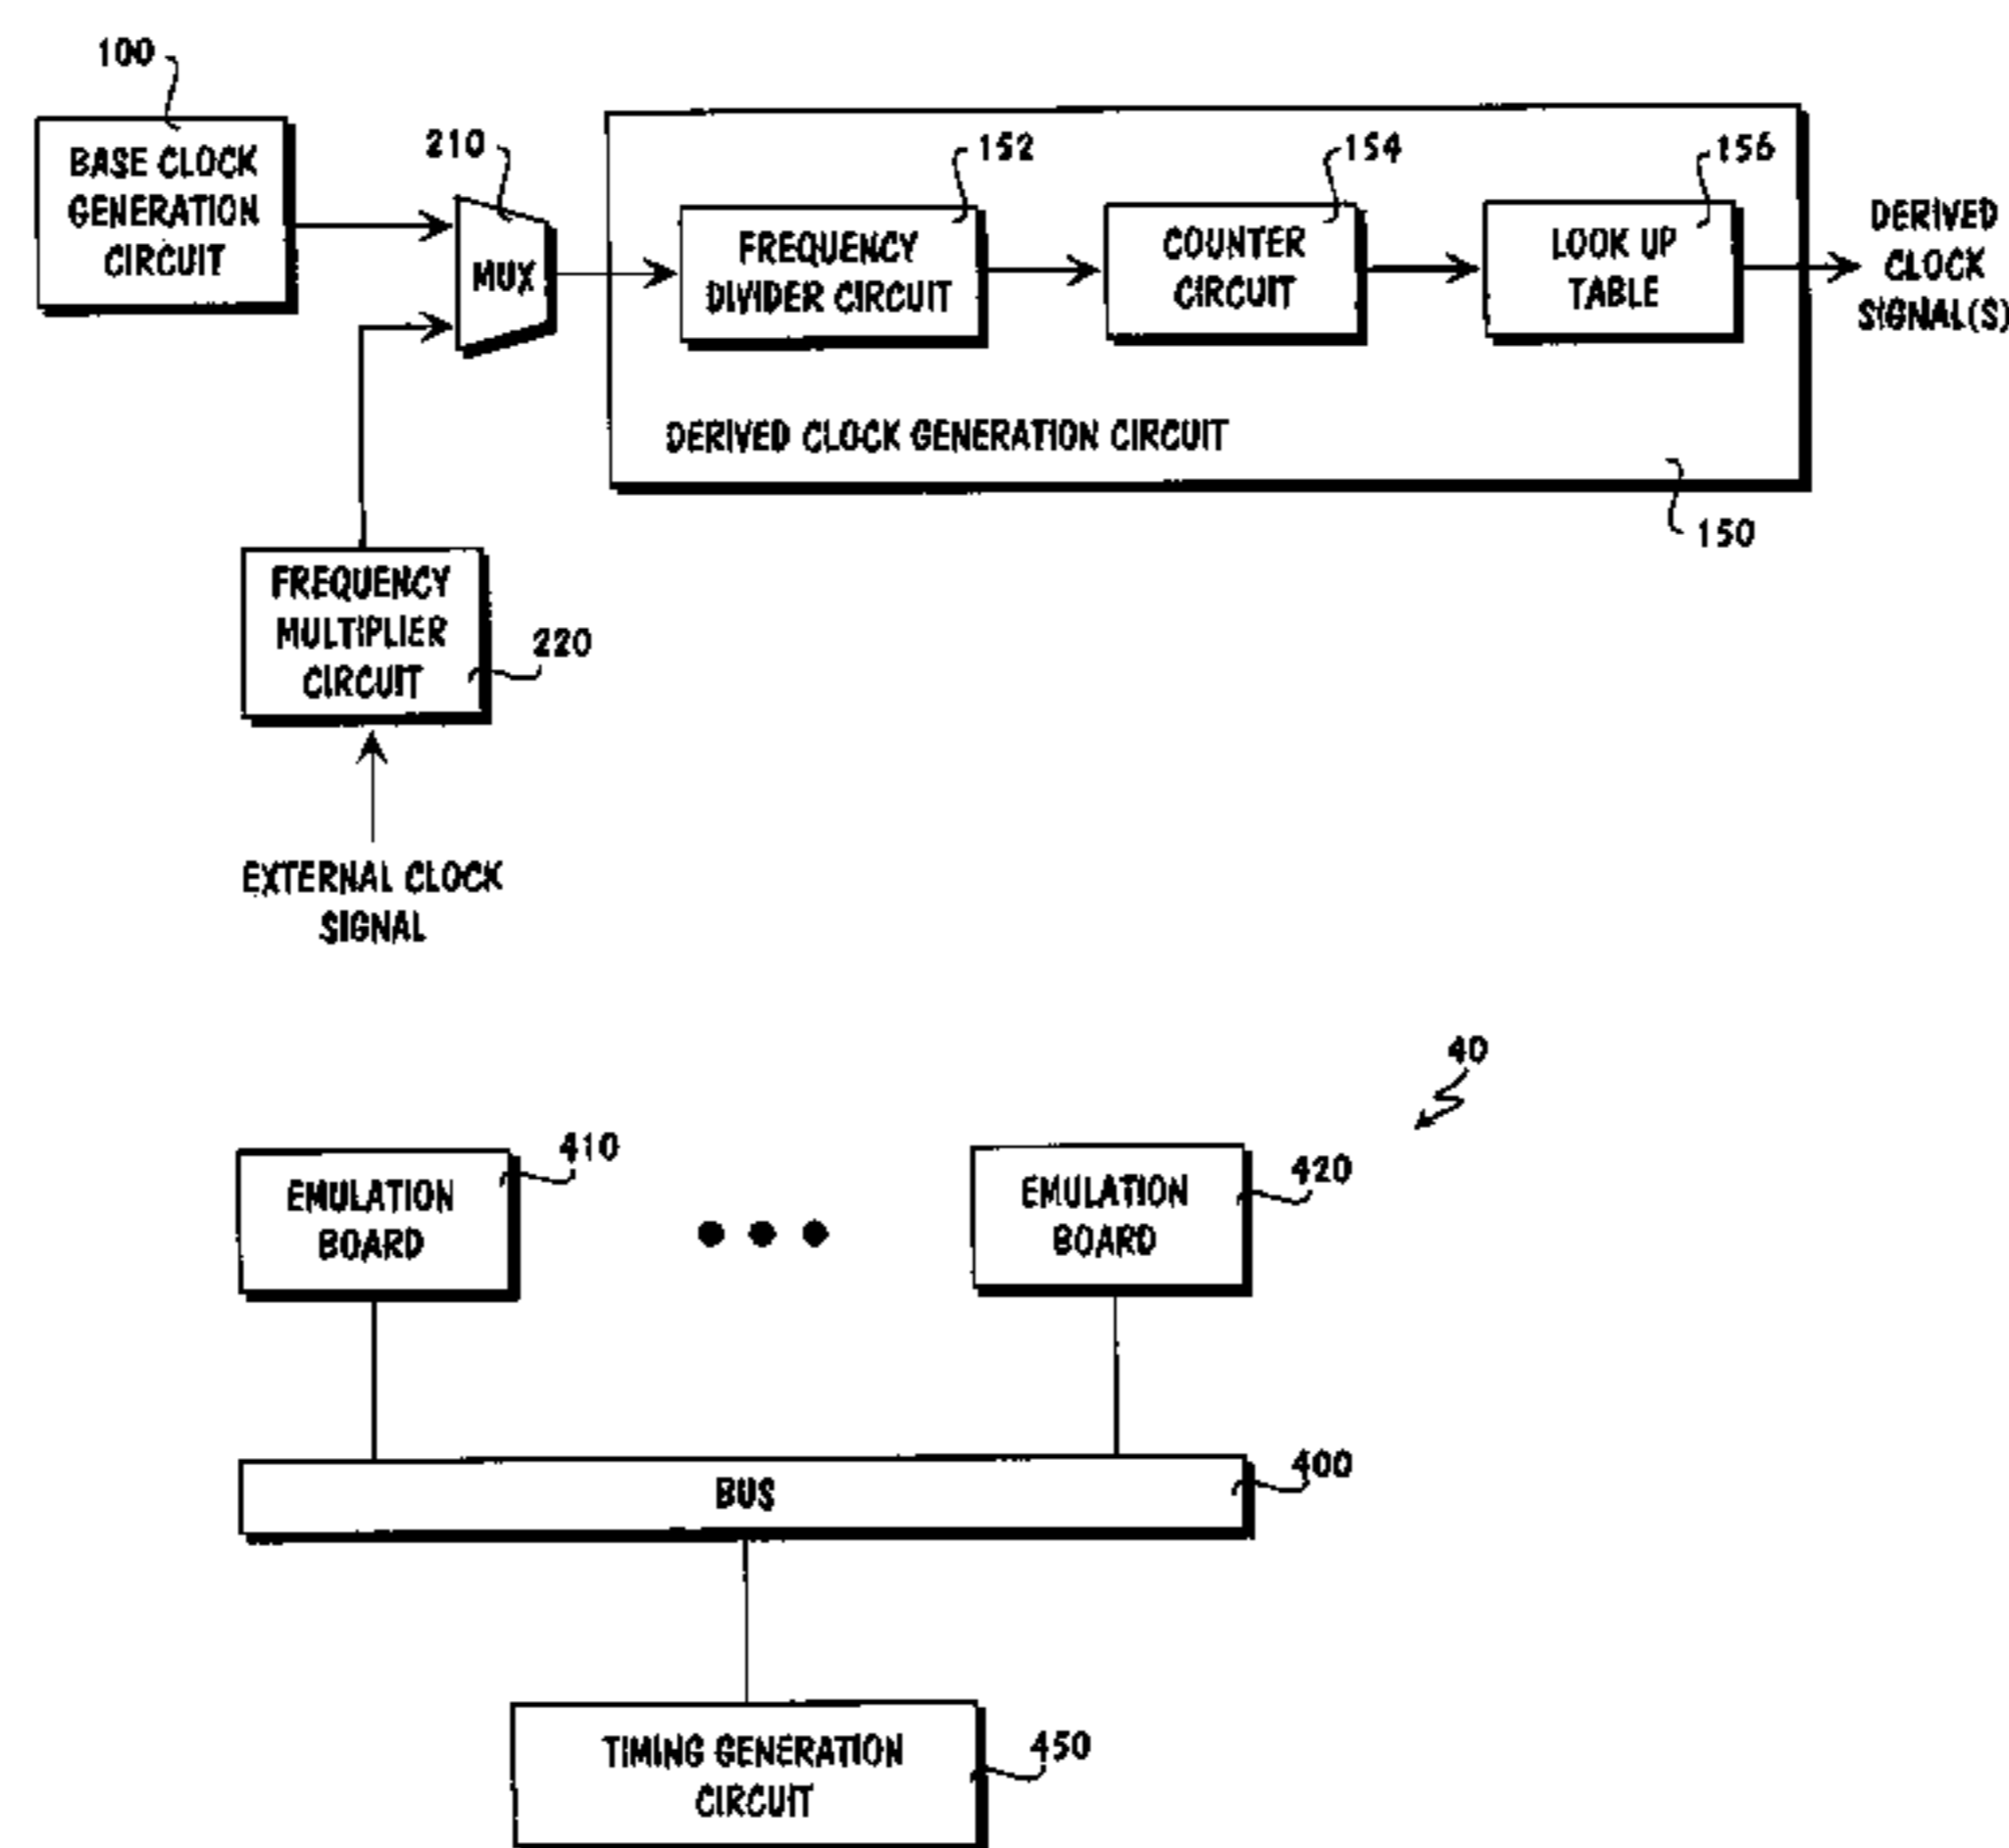 100
BASE CLOCK
GENERATION
CIRCUIT
210
MUX
152
FREQUENCY
DIVIDER CIRCUIT
154
COUNTER
CIRCUIT
156
LOOK UP
TABLE
DERIVED
CLOCK
SIGNAL(S)
DERIVED CLOCK GENERATION CIRCUIT
150
FREQUENCY
MULTIPLIER
CIRCUIT
220
EXTERNAL CLOCK
SIGNAL
40
EMULATION
BOARD
410
EMULATION
BOARD
420
BUS
400
TIMING GENERATION
CIRCUIT
450